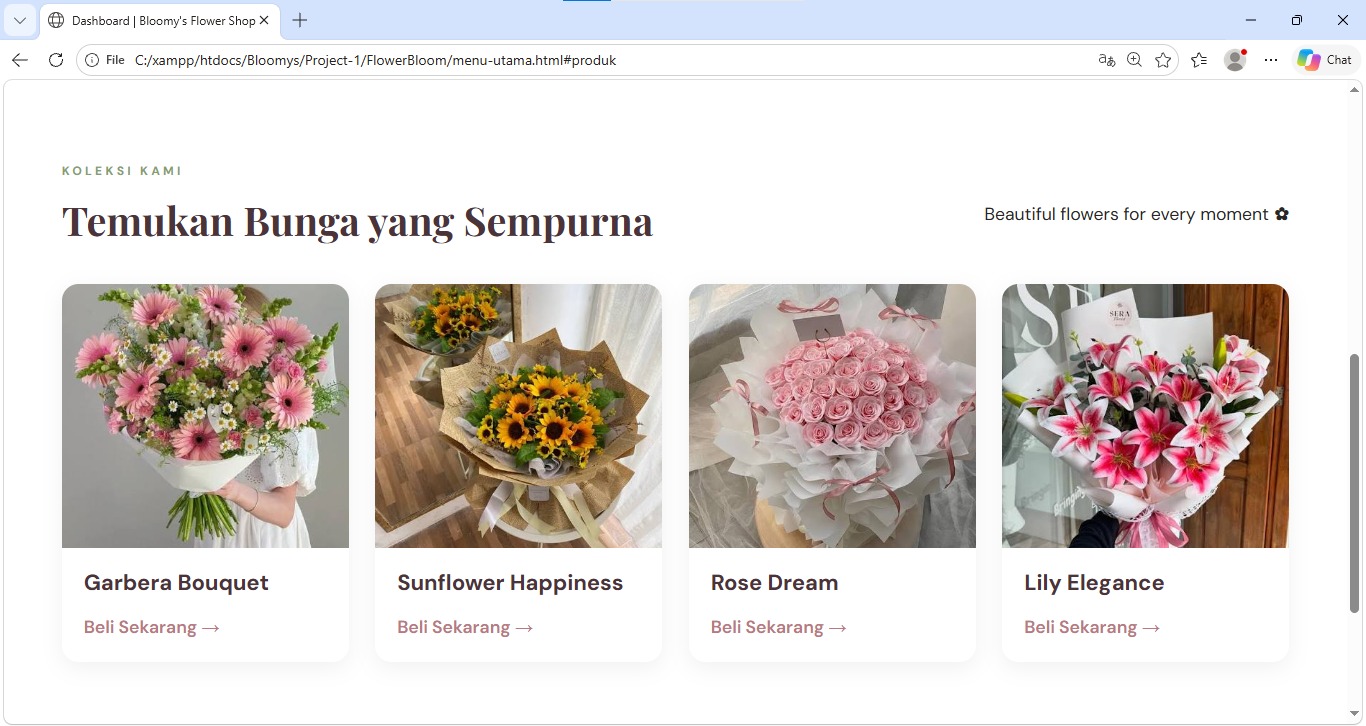 Dashboard | Bloomy's Flower Shop
File C:/xampp/htdocs/Bloomys/Project-1/FlowerBloom/menu-utama.html#produk
Chat
KOLEKSI KAMI
Temukan Bunga yang Sempurna
Beautiful flowers for every moment ✿
SERA
Garbera Bouquet
Sunflower Happiness
Rose Dream
Lily Elegance
Beli Sekarang →
Beli Sekarang →
Beli Sekarang →
Beli Sekarang →